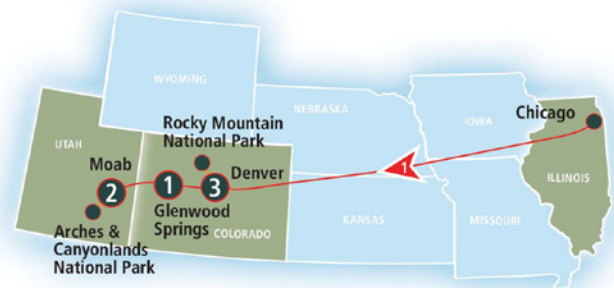 WYOMING
NEBRASKA
IOWA
Chicago
Rocky Mountain
National Park
UTAH
Moab
Denver
1
ILLINOIS
2
1
3
Glenwood
Springs
COLORADO
KANSAS
MISSOURI
Arches &
Canyonlands
National Park